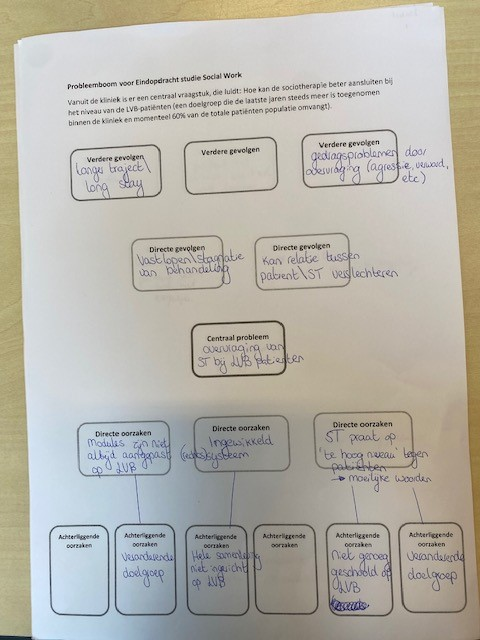 Probleemboom voor Eindopdracht studie Social Work
Vanuit de kliniek is er een centraal vraagstuk, die luidt: Hoe kan de sociotherapie beter aansluiten bij
het niveau van de LVB-patiënten (een doelgroep die de laatste jaren steeds meer is toegenomen
binnen de kliniek en momenteel 60% van de totale patiënten populatie omvangt).
Verdere gevolgen
Langer traject\
long stay
Verdere gevolgen
Verdere gevolgen
gedragsproblemen door
overvraging (agressie, verward,
etc)
Directe gevolgen
Vastlopen\stagnatie
van behandeling
Directe gevolgen
Kan relatie tussen
patiënt\ST verslechteren
Centraal probleem
overvraging van
ST bij LVB patiënten
Directe oorzaken
modules zijn niet
altijd aangepast
op LVB
Directe oorzaken
Ingewikkeld
(rechts)systeem
Directe oorzaken
ST praat op
'te hoog niveau' tegen
patiënten
→ moeilijke woorden
Achterliggende
oorzaken
Achterliggende
oorzaken
Veranderende
doelgroep
Achterliggende
oorzaken
Hele samenleving
niet ingericht
op LVB
Achterliggende
oorzaken
Achterliggende
oorzaken
Niet genoeg
geschoold op
LVB
Achterliggende
oorzaken
Veranderende
doelgroep